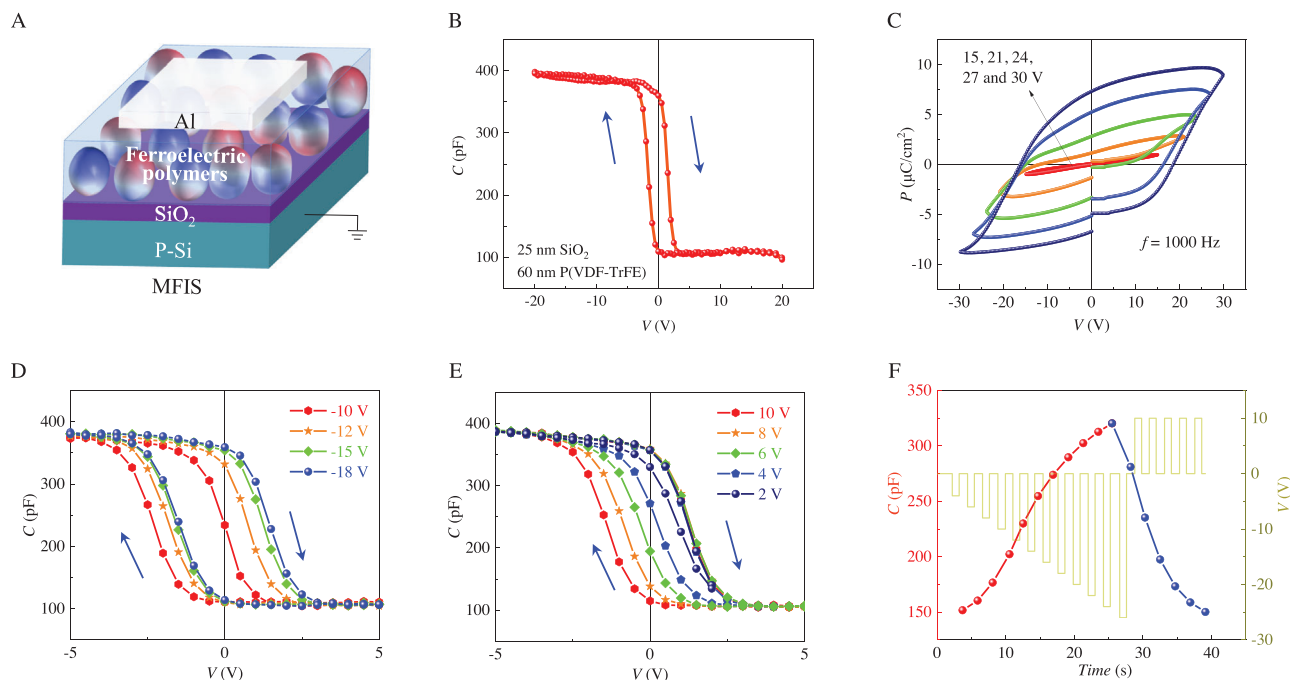 A
Al
Ferroelectric
polymers
SiO₂
P-Si
MFIS
B
C (pF)
400
300
200
100
25 nm SiO₂
60 nm P(VDF-TrFE)
-20
-10
0
10
20
V (V)
C
P (μC/cm²)
10
5
0
-5
-10
15, 21, 24,
27 and 30 V
f = 1000 Hz
-30
-20
-10
0
10
20
30
V (V)
D
C (pF)
400
300
200
100
-10 V
-12 V
-15 V
-18 V
-5
0
5
V (V)
E
C (pF)
400
300
200
100
10 V
8 V
6 V
4 V
2 V
-5
0
5
V (V)
F
C (pF)
350
300
250
200
150
V (V)
10
0
-10
-20
-30
0
10
20
30
40
Time (s)